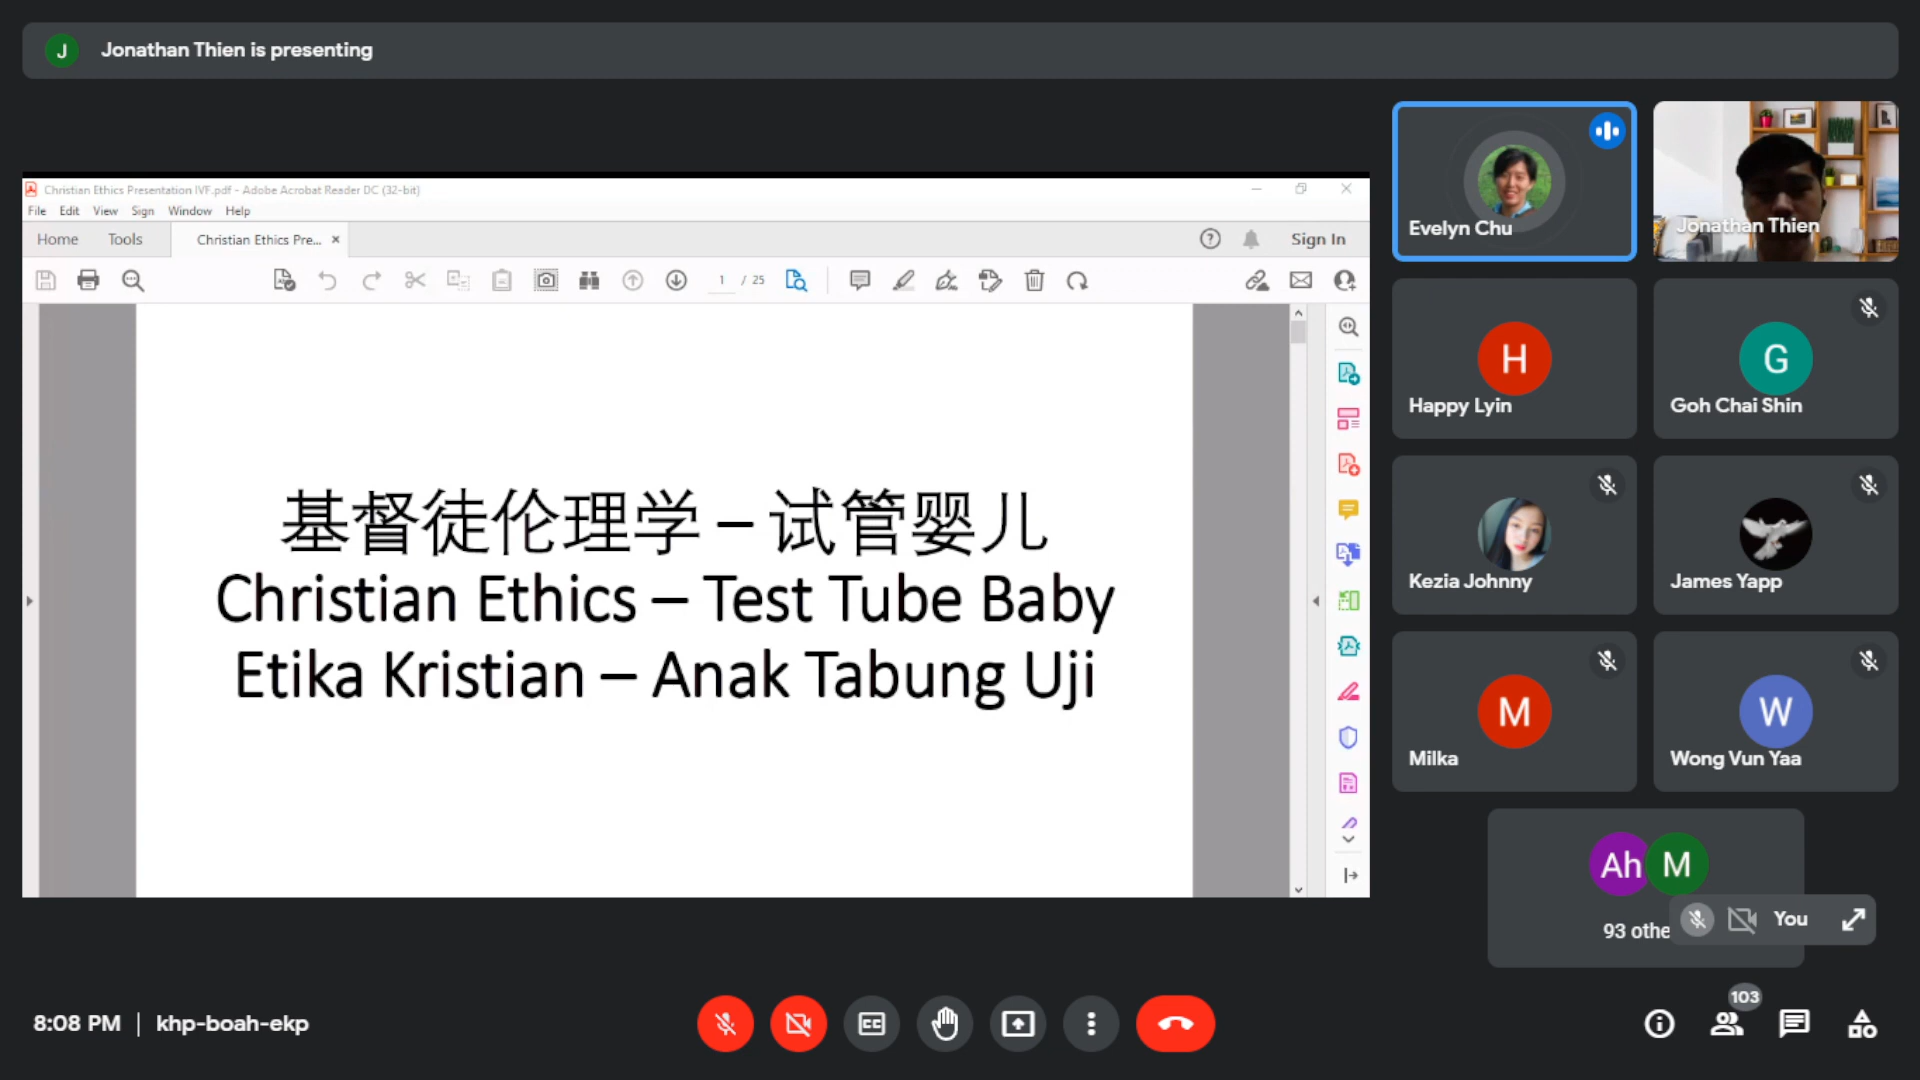 J
Jonathan Thien is presenting
Christian Ethics Presentation IVF.pdf - Adobe Acrobat Reader DC (32-bit)
File Edit View Sign Window Help
Home Tools Christian Ethics Pre... ×
Sign In
1 / 25
基督徒伦理学 – 试管婴儿
Christian Ethics – Test Tube Baby
Etika Kristian – Anak Tabung Uji
Evelyn Chu
Jonathan Thien
H
Happy Lyin
G
Goh Chai Shin
Kezia Johnny
James Yapp
M
Milka
W
Wong Vun Yaa
Ah M
93 othe
You
8:08 PM | khp-boah-ekp
CC
103